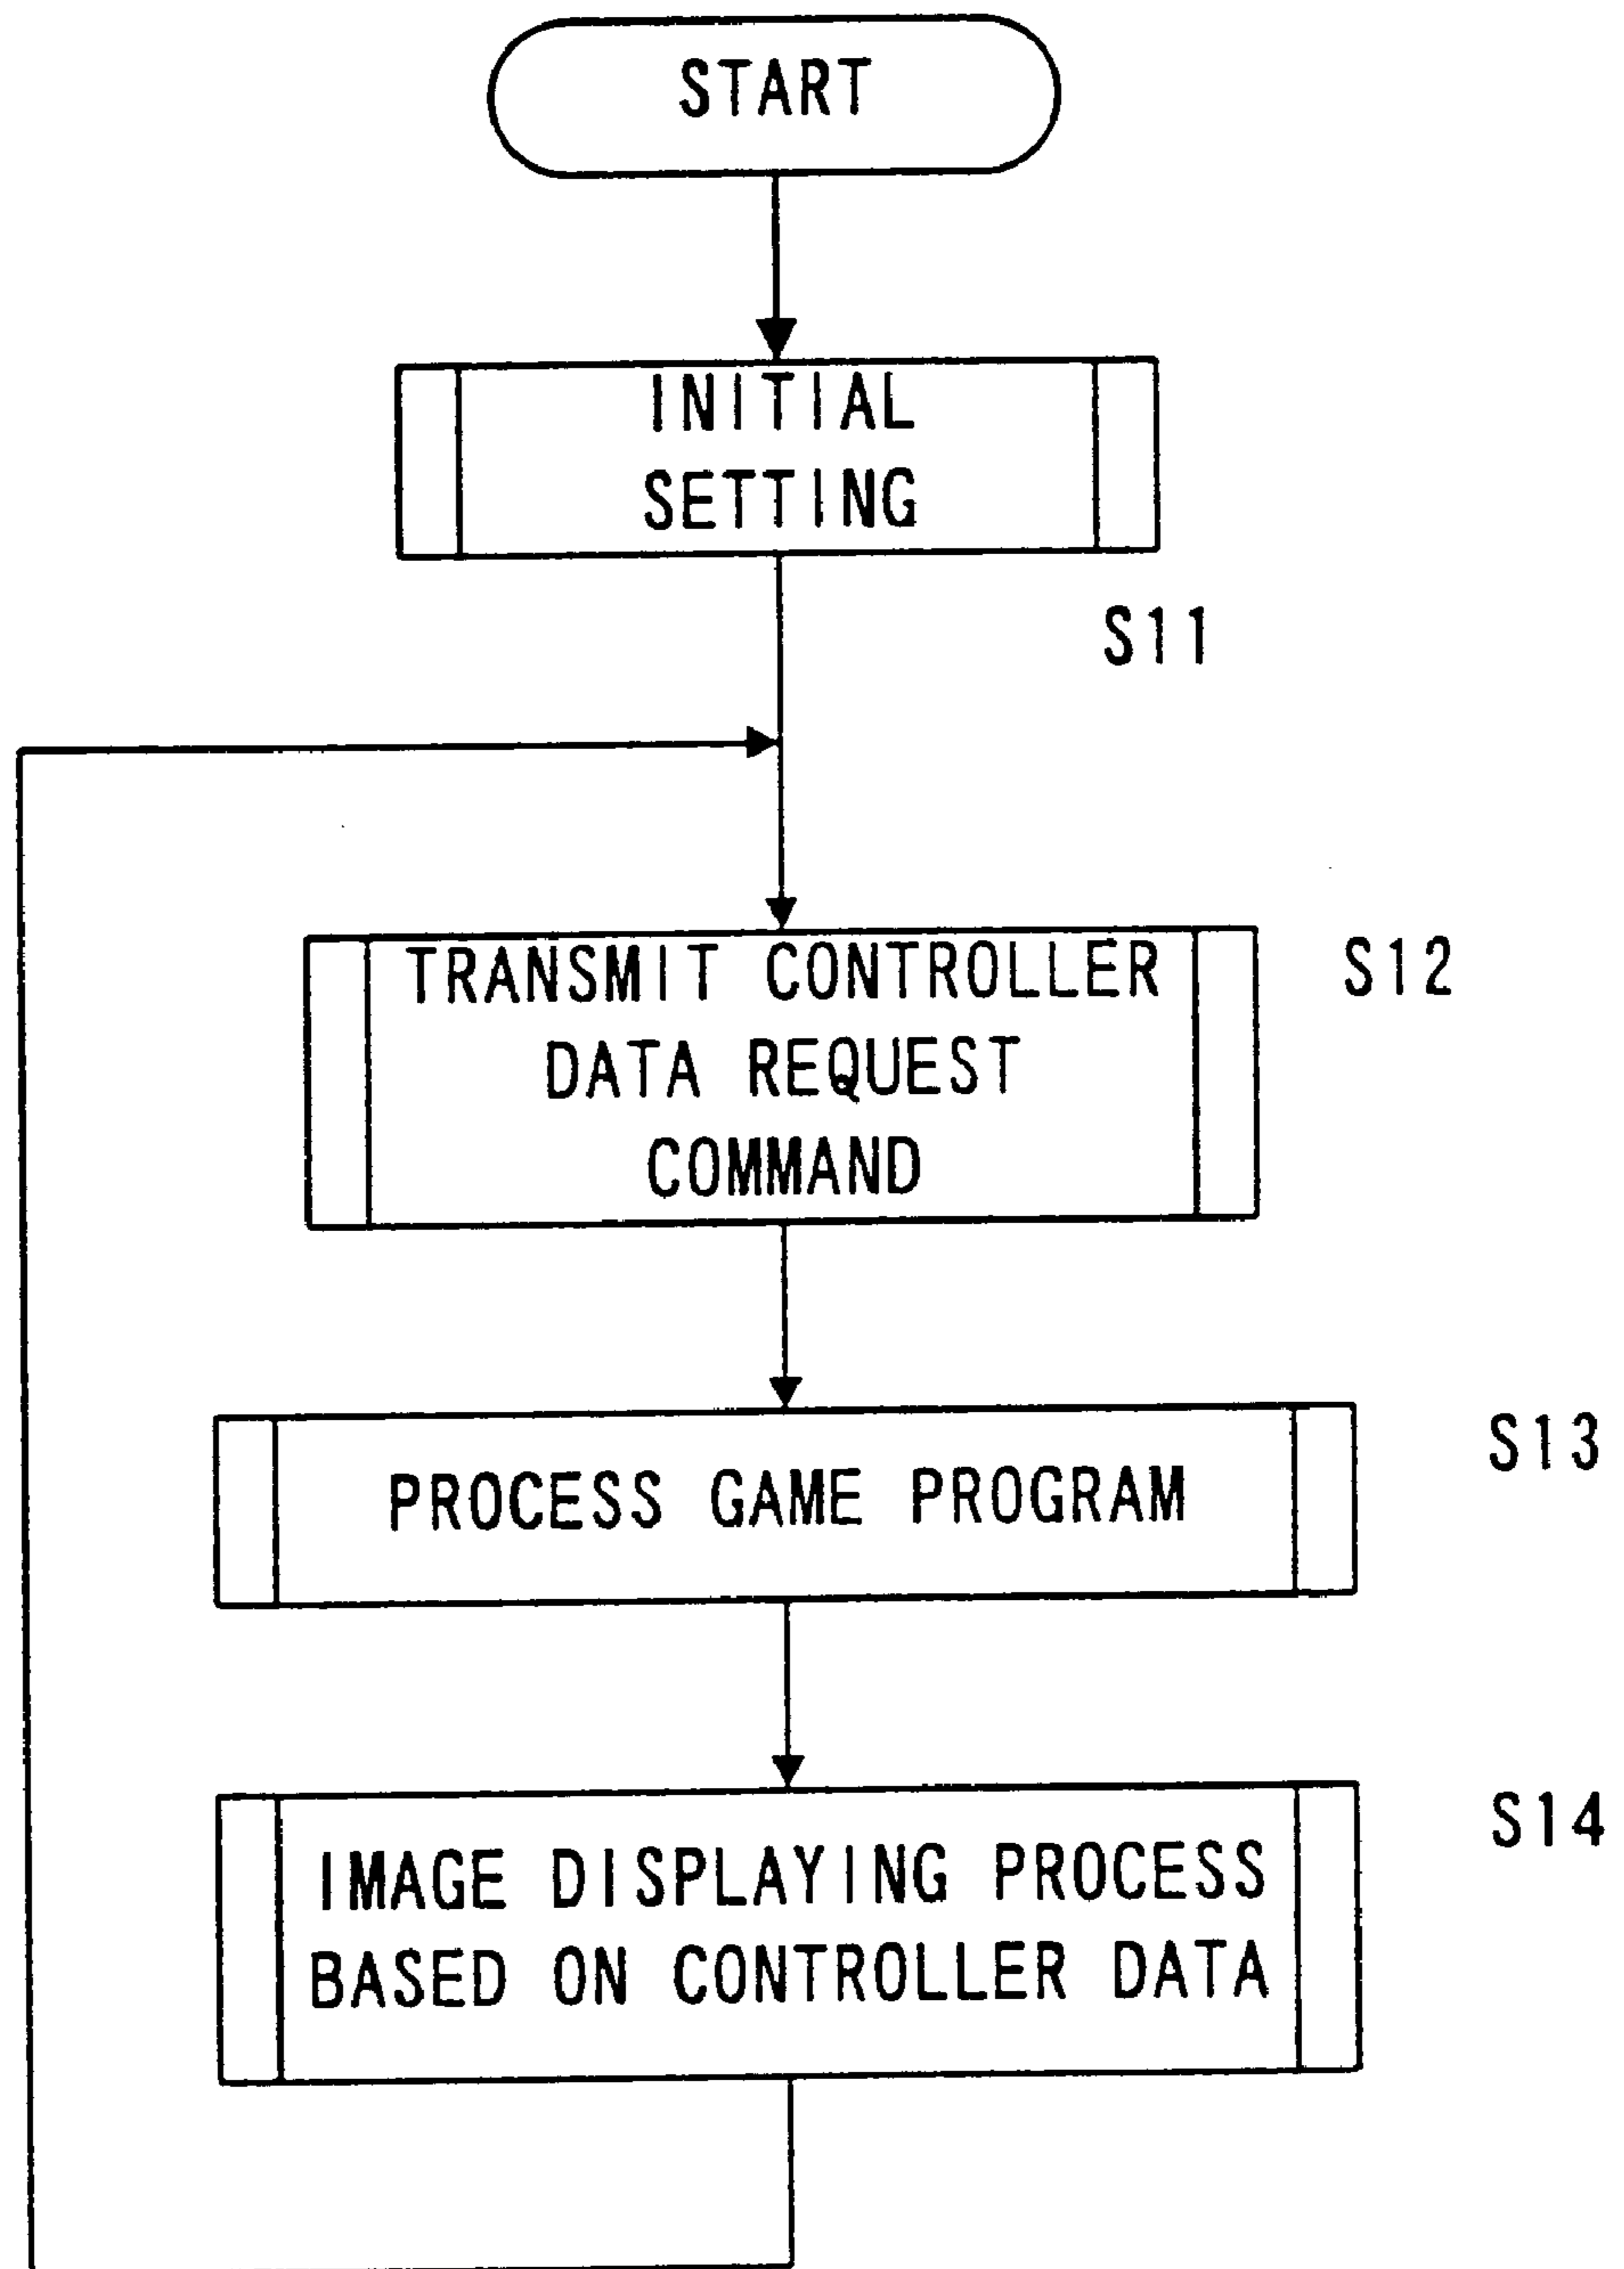 START
INITIAL
SETTING
S11
TRANSMIT CONTROLLER
DATA REQUEST
COMMAND
S12
PROCESS GAME PROGRAM
S13
IMAGE DISPLAYING PROCESS
BASED ON CONTROLLER DATA
S14